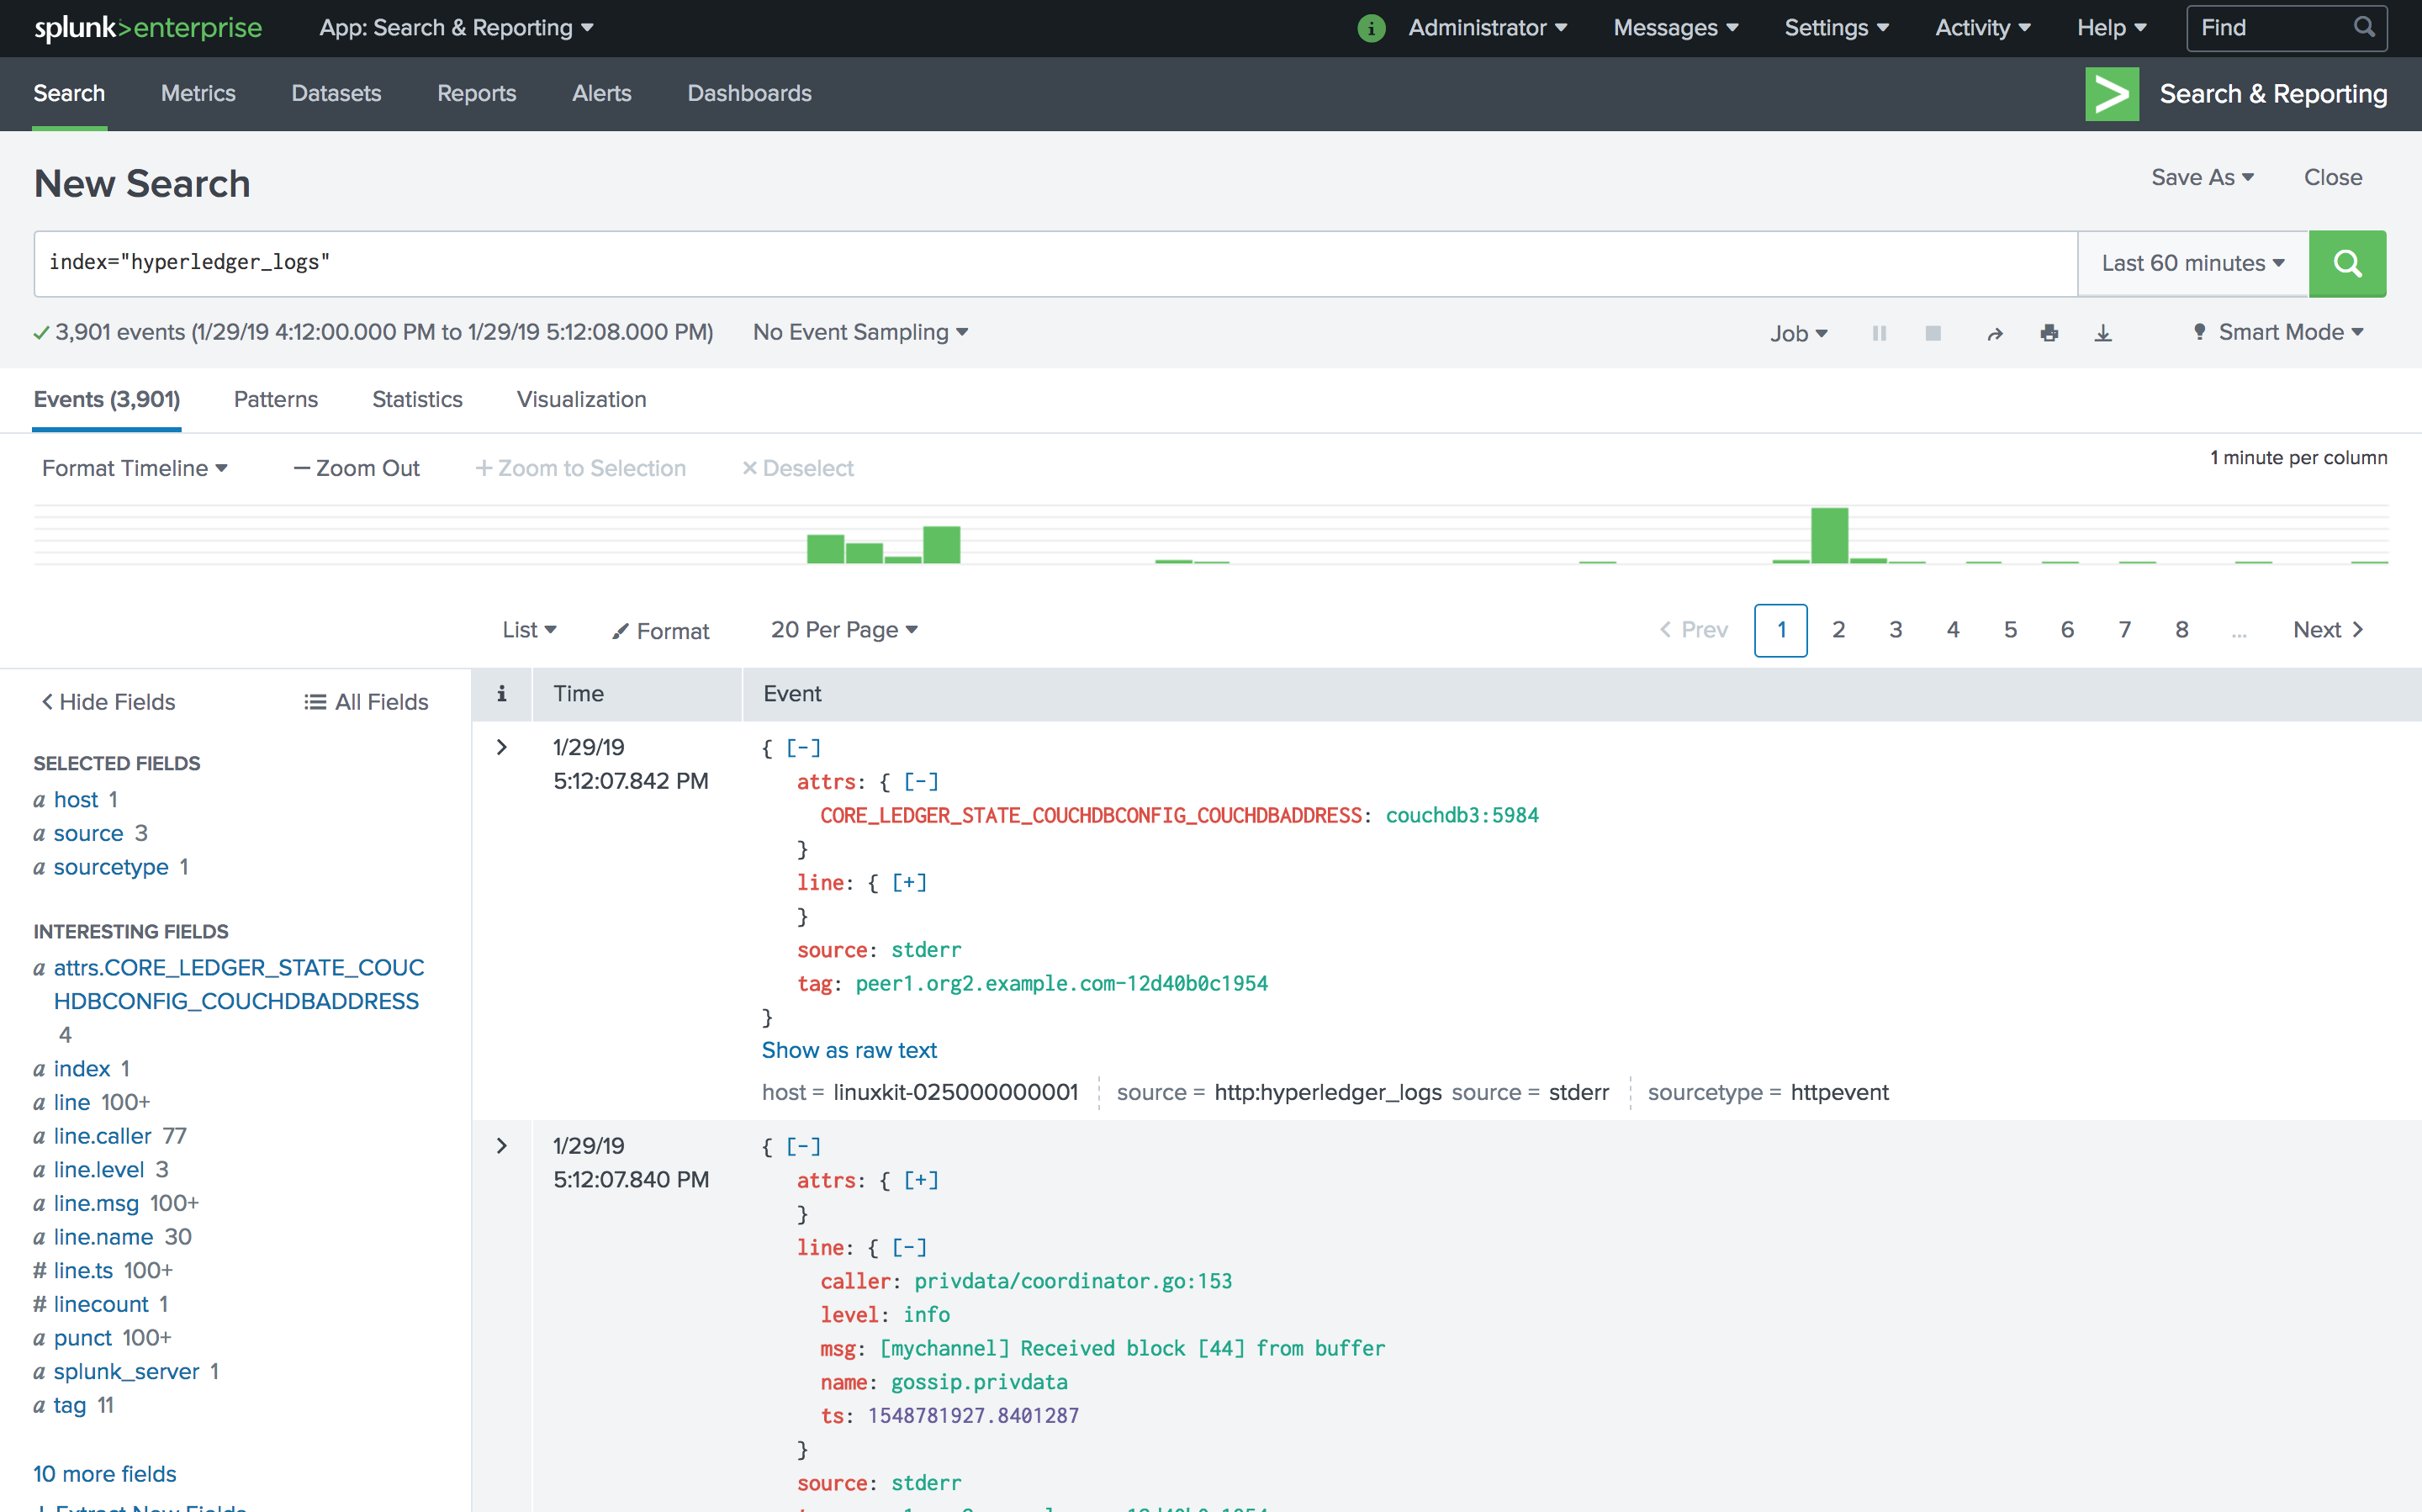 splunk>enterprise App: Search & Reporting i Administrator Messages Settings Activity Help Find
Search Metrics Datasets Reports Alerts Dashboards > Search & Reporting
New Search Save As Close
index="hyperledger_logs" Last 60 minutes
3,901 events (1/29/19 4:12:00.000 PM to 1/29/19 5:12:08.000 PM) No Event Sampling Job Smart Mode
Events (3,901) Patterns Statistics Visualization
Format Timeline — Zoom Out + Zoom to Selection × Deselect 1 minute per column
List Format 20 Per Page < Prev 1 2 3 4 5 6 7 8 ... Next >
< Hide Fields All Fields
SELECTED FIELDS
a host 1
a source 3
a sourcetype 1
INTERESTING FIELDS
a attrs.CORE_LEDGER_STATE_COUC
HDBCONFIG_COUCHDBADDRESS
4
a index 1
a line 100+
a line.caller 77
a line.level 3
a line.msg 100+
a line.name 30
# line.ts 100+
# linecount 1
a punct 100+
a splunk_server 1
a tag 11
10 more fields
+ Extract New Fields
i Time Event
> 1/29/19 { [-]
5:12:07.842 PM attrs: { [-]
CORE_LEDGER_STATE_COUCHDBCONFIG_COUCHDBADDRESS: couchdb3:5984
}
line: { [+]
}
source: stderr
tag: peer1.org2.example.com-12d40b0c1954
}
Show as raw text
host = linuxkit-025000000001 source = http:hyperledger_logs source = stderr sourcetype = httpevent
> 1/29/19 { [-]
5:12:07.840 PM attrs: { [+]
}
line: { [-]
caller: privdata/coordinator.go:153
level: info
msg: [mychannel] Received block [44] from buffer
name: gossip.privdata
ts: 1548781927.8401287
}
source: stderr